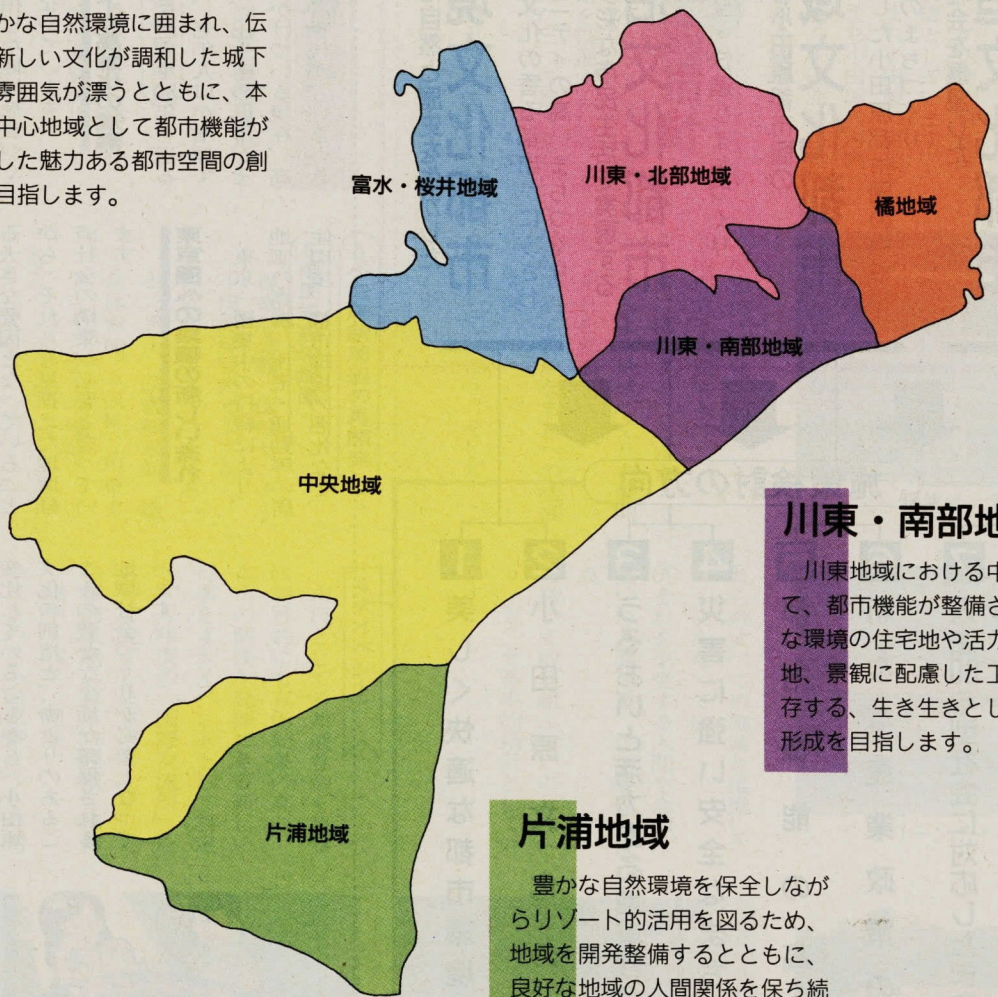 かな自然環境に囲まれ、伝
新しい文化が調和した城下
雰囲気が漂うとともに、本
中心地域として都市機能が
した魅力ある都市空間の創
目指します。
富水・桜井地域
川東・北部地域
橘地域
川東・南部地域
中央地域
片浦地域
川東・南部地
川東地域における中
て、都市機能が整備さ
な環境の住宅地や活力
地、景観に配慮した工
存する、生き生きとし
形成を目指します。
片浦地域
豊かな自然環境を保全しなが
らリゾート的活用を図るため、
地域を開発整備するとともに、
良好な地域の人間関係を保ち続